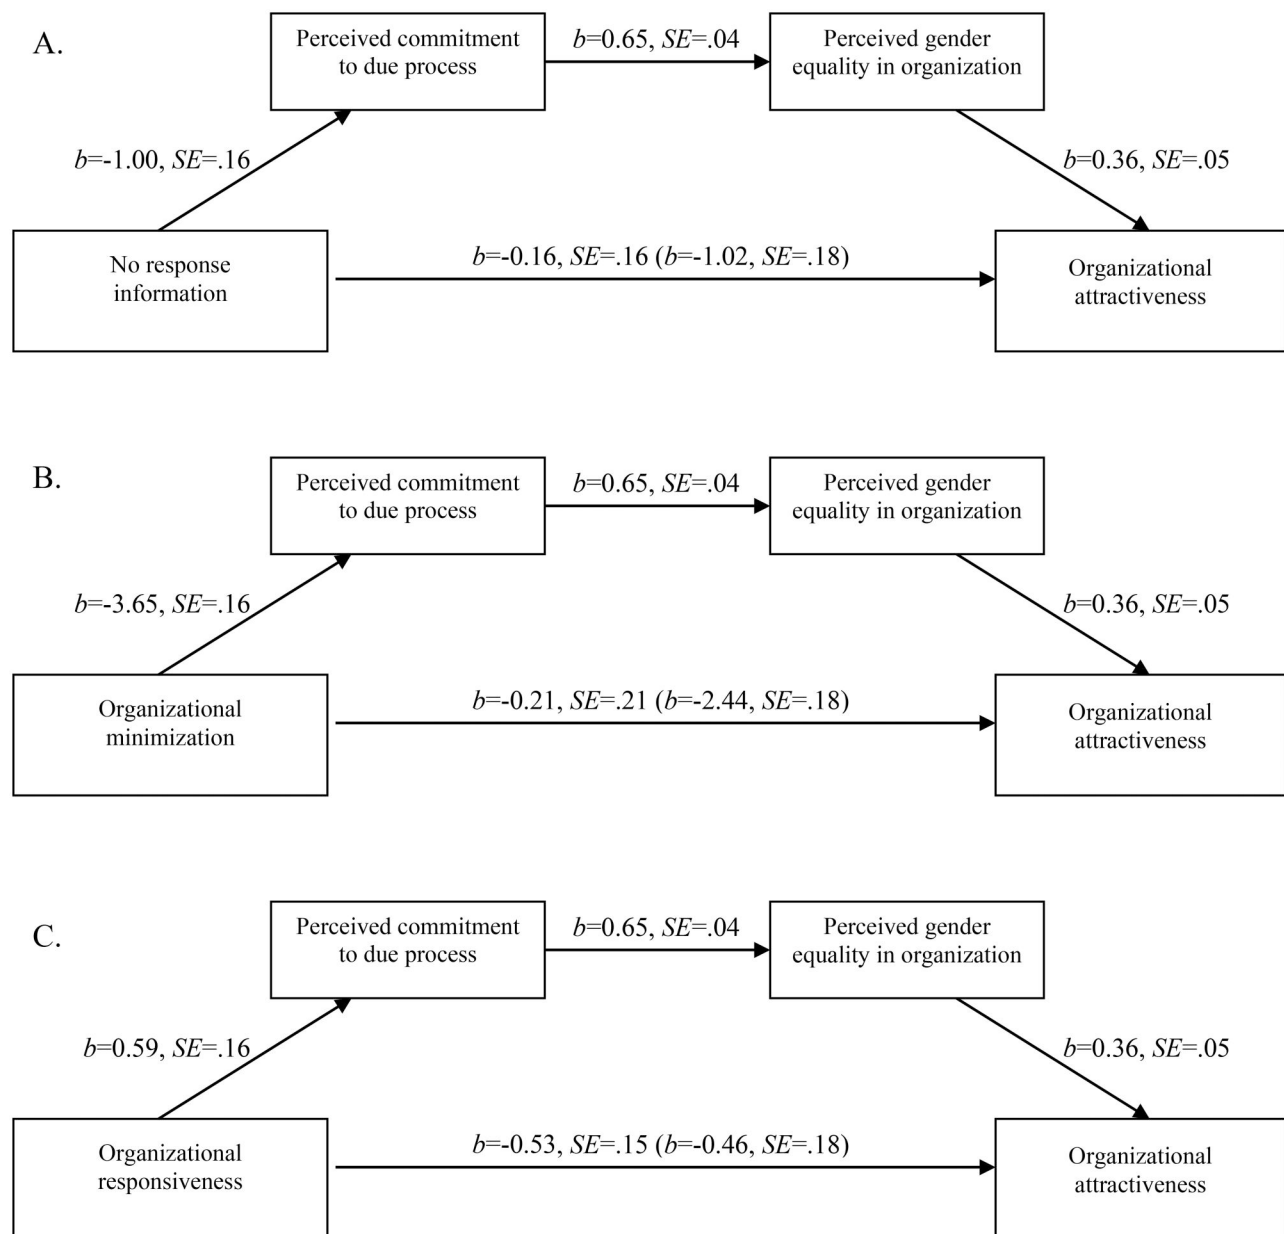 A.
Perceived commitment
to due process
b=0.65, SE=.04
Perceived gender
equality in organization
b=-1.00, SE=.16
b=0.36, SE=.05
No response
information
b=-0.16, SE=.16 (b=-1.02, SE=.18)
Organizational
attractiveness
B.
Perceived commitment
to due process
b=0.65, SE=.04
Perceived gender
equality in organization
b=-3.65, SE=.16
b=0.36, SE=.05
Organizational
minimization
b=-0.21, SE=.21 (b=-2.44, SE=.18)
Organizational
attractiveness
C.
Perceived commitment
to due process
b=0.65, SE=.04
Perceived gender
equality in organization
b=0.59, SE=.16
b=0.36, SE=.05
Organizational
responsiveness
b=-0.53, SE=.15 (b=-0.46, SE=.18)
Organizational
attractiveness